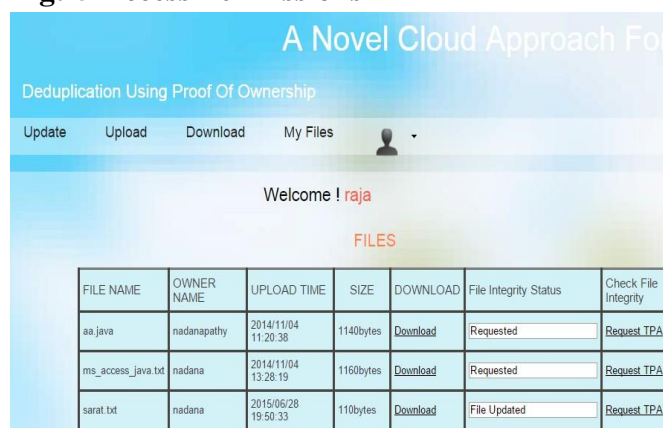 A Novel Cloud Approach For
Deduplication Using Proof Of Ownership
Update Upload Download My Files
Welcome ! raja
FILES
FILE NAME OWNER NAME UPLOAD TIME SIZE DOWNLOAD File Integrity Status Check File Integrity
aa.java nadanapathy 2014/11/04 11:20:38 1140bytes Download Requested Request TPA
ms_access_java.txt nadana 2014/11/04 13:28:19 1160bytes Download Requested Request TPA
sarat.txt nadana 2015/06/28 19:50:33 110bytes Download File Updated Request TPA